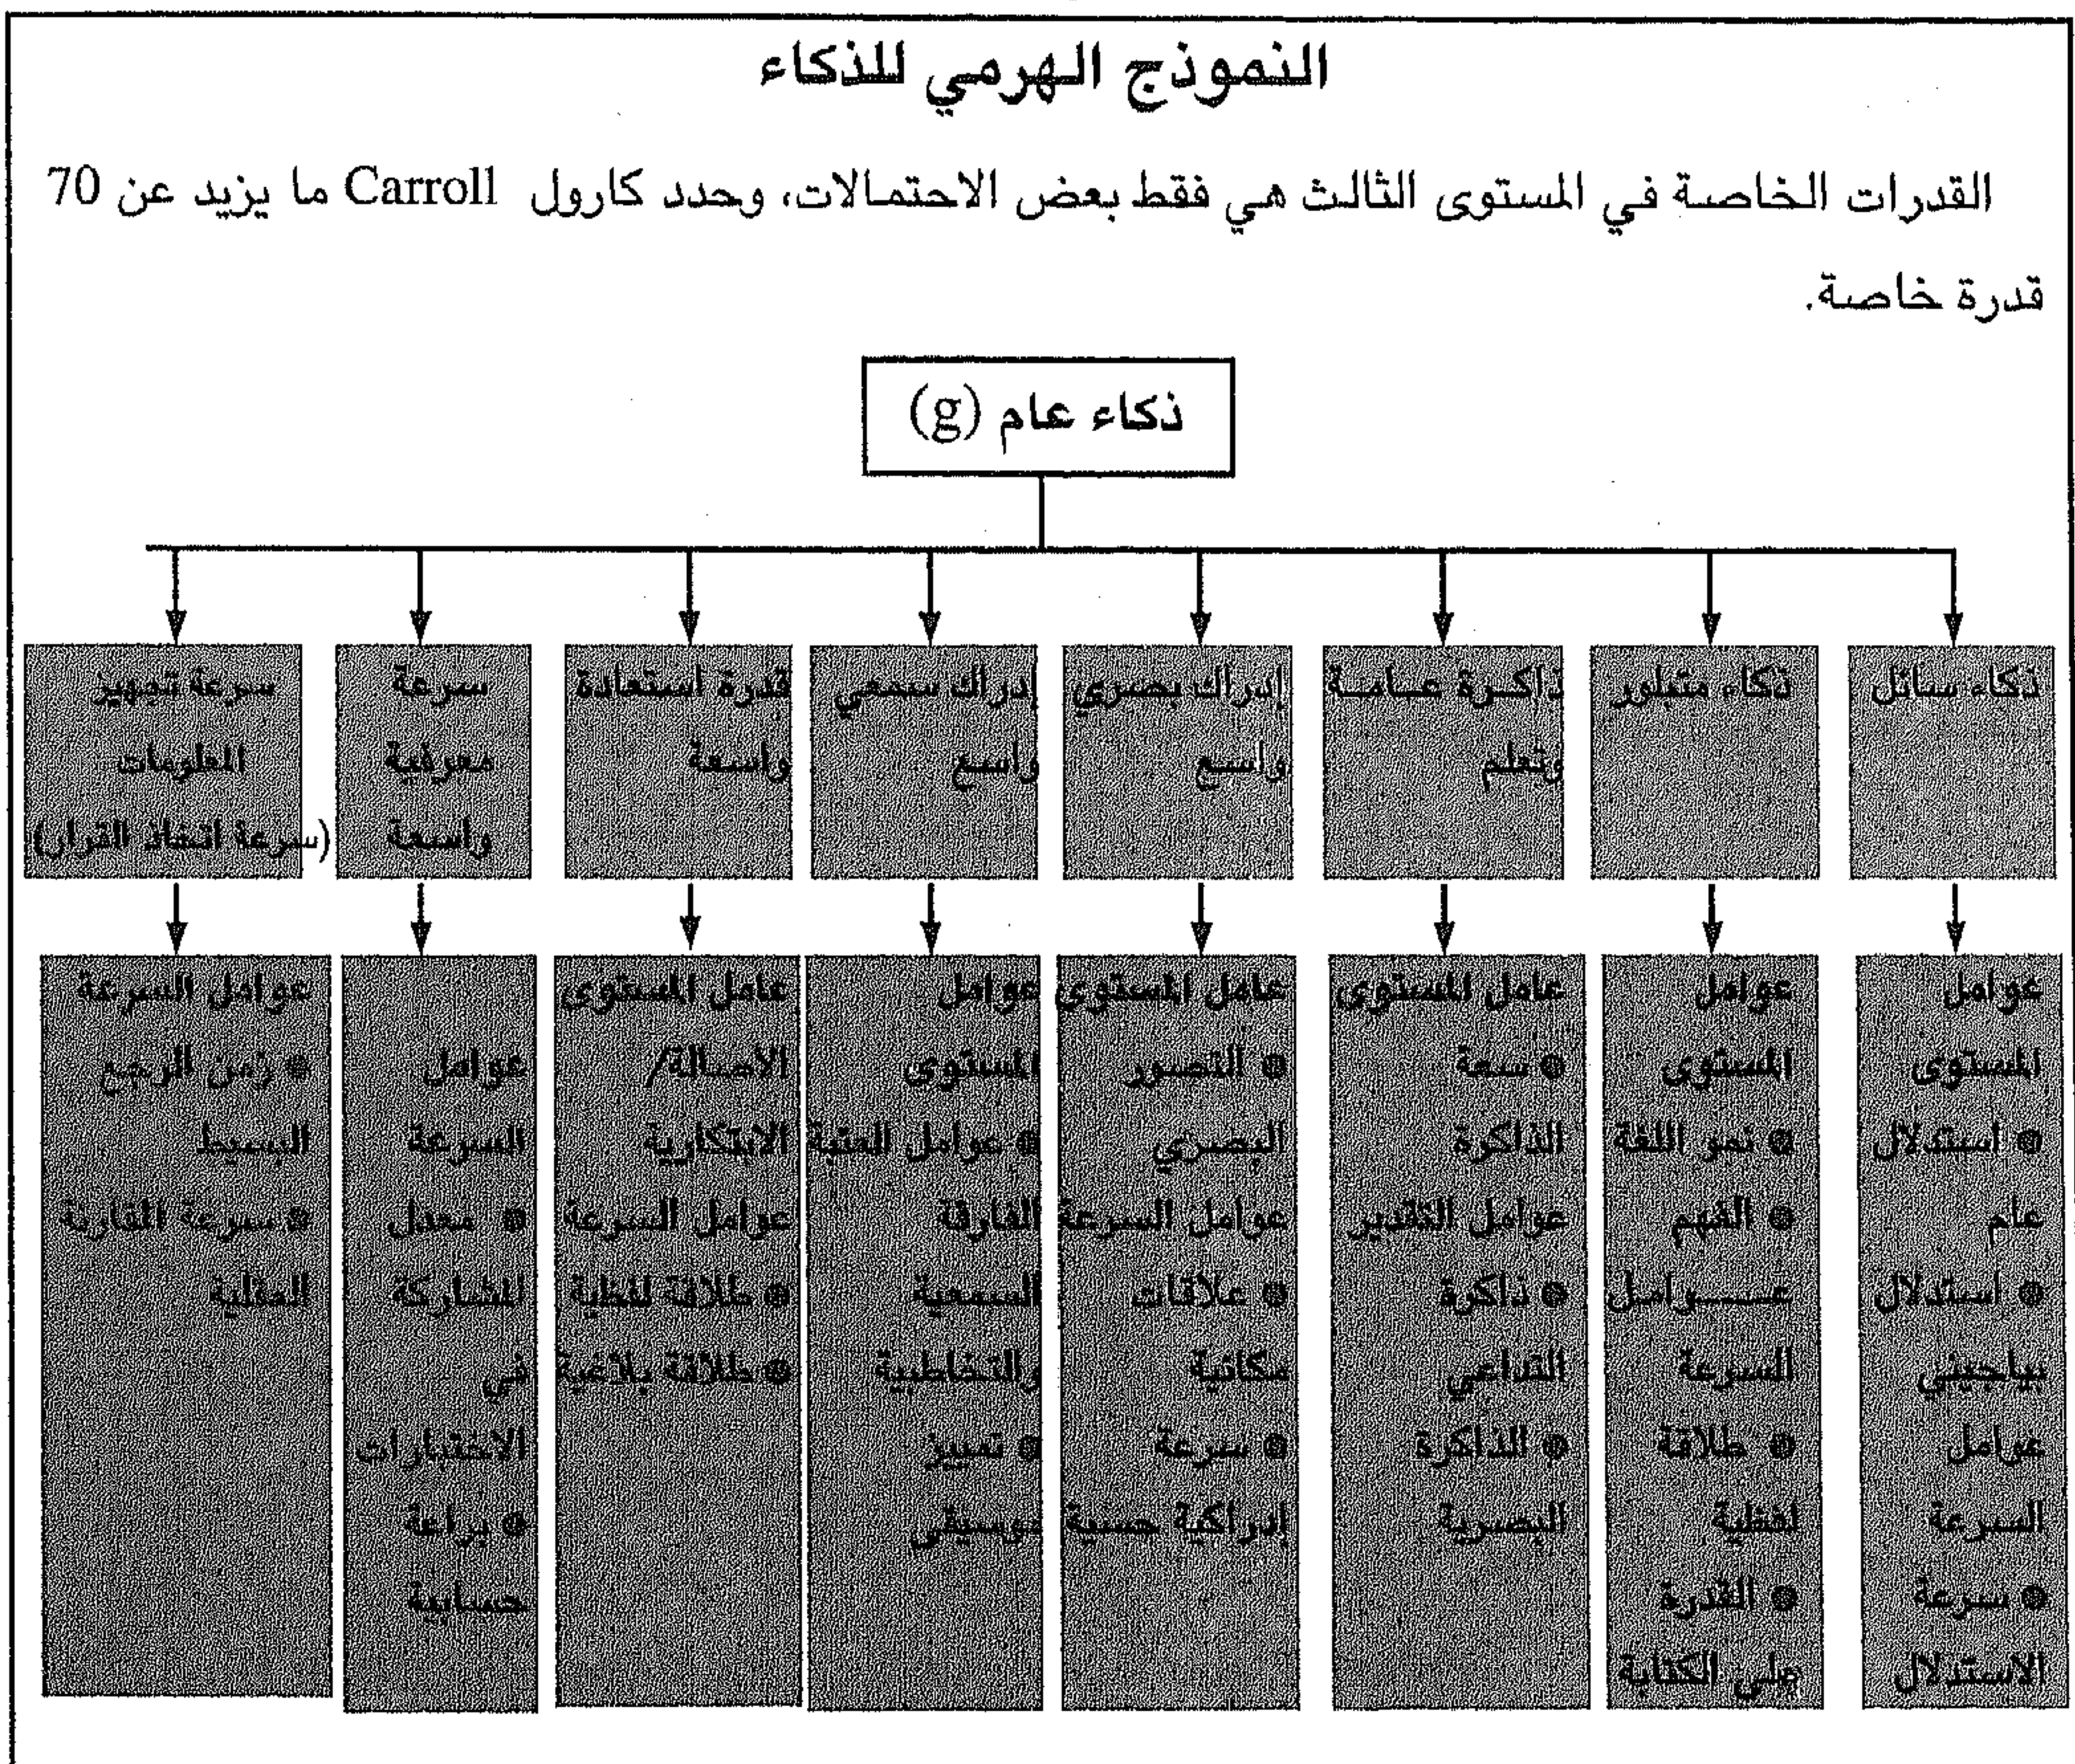 النموذج الهرمي للذكاء
القدرات الخاصة في المستوى الثالث هي فقط بعض الاحتمالات، وحدد كارول Carroll ما يزيد عن 70
قدرة خاصة.
ذكاء عام (g)
ذكاء سائل
ذكاء متبلور
ذاكرة عامة
وتعلم
إدراك بصري
واسع
إدراك سمعي
واسع
قدرة استعادة
واسعة
سرعة
معرفية
واسعة
سرعة تجهيز
المعلومات
(سرعة اتخاذ القرار)
عوامل
المستوى
• استدلال
عام
• استدلال
بياجيني
عوامل
السرعة
• سرعة
الاستدلال
عوامل
المستوى
• نمو اللغة
• الفهم
عوامل
السرعة
• طلاقة
لفظية
• القدرة
على الكتابة
عامل المستوى
• سعة
الذاكرة
عوامل التقدير
• ذاكرة
التداعي
• الذاكرة
البصرية
عامل المستوى
• التصور
البصري
عوامل السرعة
• علاقات
مكانية
• سرعة
إدراكية حسية
عوامل
المستوى
• عوامل العتبة
الفارقة
السمعية
والتخاطبية
• تمييز
موسيقي
عامل المستوى
الأصالة/
الابتكارية
عوامل السرعة
• طلاقة لفظية
• طلاقة بلاغية
عوامل
السرعة
• معدل
المشاركة
في
الاختبارات
• براعة
حسابية
عوامل السرعة
• زمن الرجع
البسيط
• سرعة المقارنة
العقلية